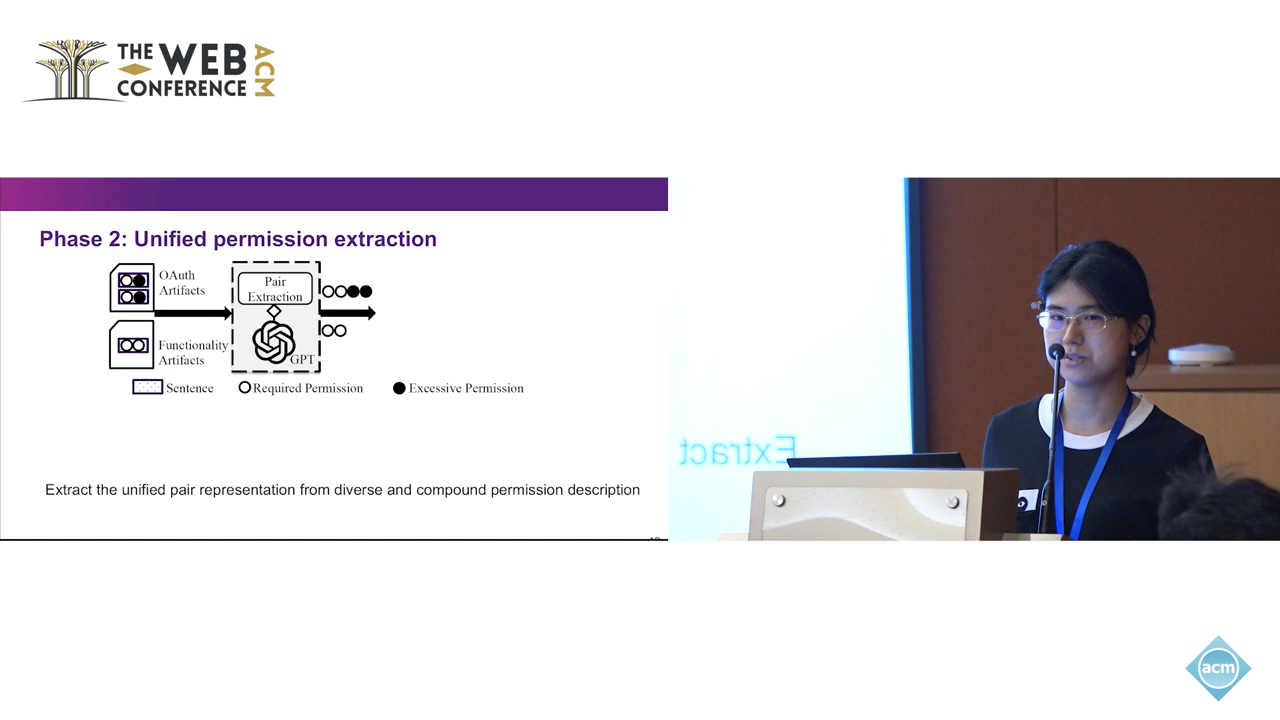 THE WEB CONFERENCE ACM
Phase 2: Unified permission extraction
OAuth
Artifacts
Pair
Extraction
Functionality
Artifacts
GPT
Sentence
Required Permission
Excessive Permission
Extract the unified pair representation from diverse and compound permission description
Extract
acm